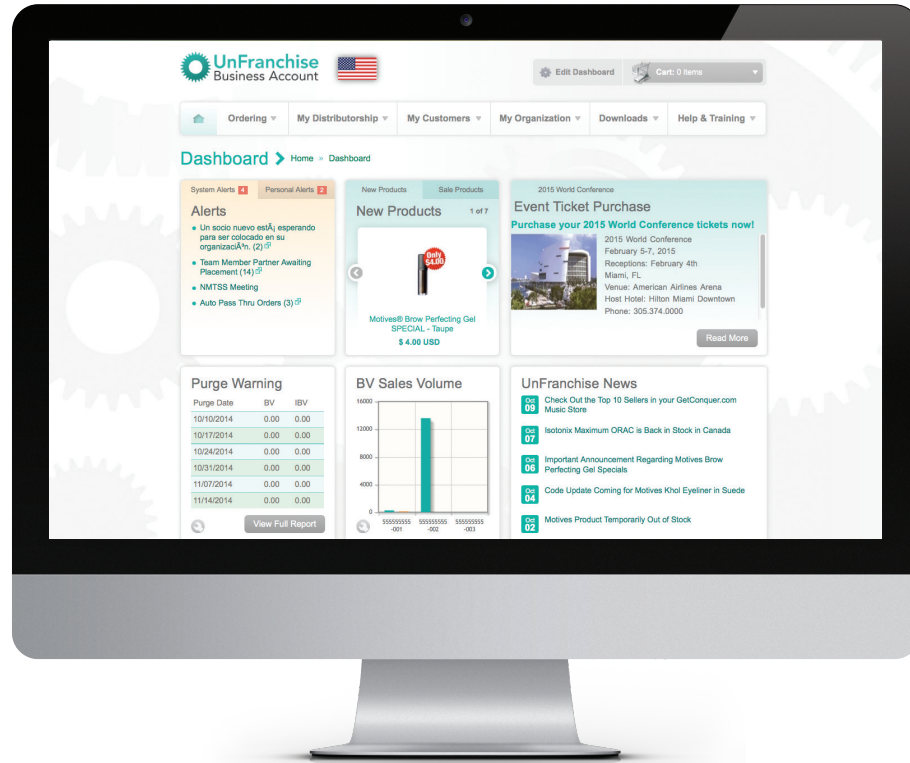 UnFranchise
Business Account
Edit Dashboard
Cart: 0 Items
Ordering
My Distributorship
My Customers
My Organization
Downloads
Help & Training
Dashboard
Home » Dashboard
System Alerts 4
Personal Alerts 2
Alerts
Un socio nuevo estÃ¡ esperando
para ser colocado en su
organizaciÃ³n. (2)
Team Member Partner Awaiting
Placement (14)
NMTSS Meeting
Auto Pass Thru Orders (3)
New Products
Sale Products
New Products
1 of 7
Only
$4.00
Motives® Brow Perfecting Gel
SPECIAL - Taupe
$ 4.00 USD
2015 World Conference
Event Ticket Purchase
Purchase your 2015 World Conference tickets now!
2015 World Conference
February 5-7, 2015
Receptions: February 4th
Miami, FL
Venue: American Airlines Arena
Host Hotel: Hilton Miami Downtown
Phone: 305.374.0000
Read More
Purge Warning
Purge Date BV IBV
10/10/2014 0.00 0.00
10/17/2014 0.00 0.00
10/24/2014 0.00 0.00
10/31/2014 0.00 0.00
11/07/2014 0.00 0.00
11/14/2014 0.00 0.00
View Full Report
BV Sales Volume
16000
12000
8000
4000
0
555555555
-001
555555555
-002
555555555
-003
UnFranchise News
Oct
09
Check Out the Top 10 Sellers in your GetConquer.com
Music Store
Oct
07
Isotonix Maximum ORAC is Back in Stock in Canada
Oct
06
Important Announcement Regarding Motives Brow
Perfecting Gel Specials
Oct
04
Code Update Coming for Motives Khol Eyeliner in Suede
Oct
02
Motives Product Temporarily Out of Stock